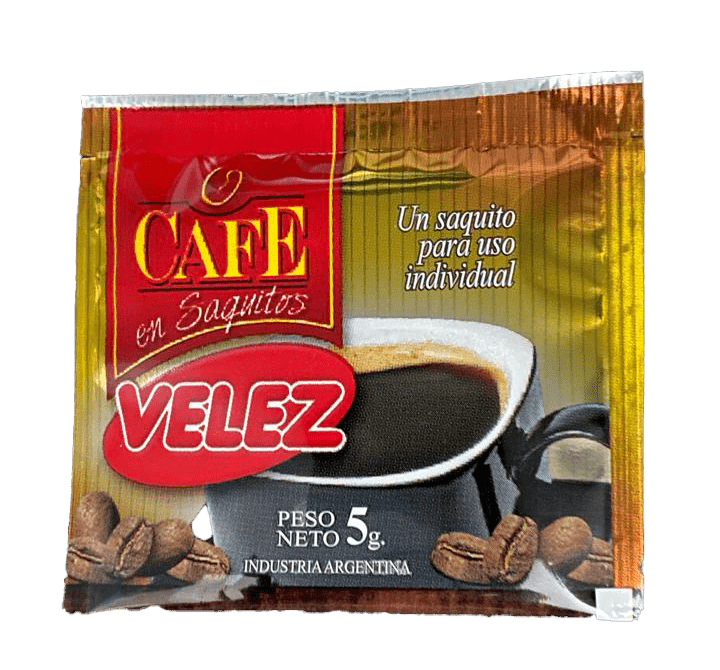 CAFE
en Saquitos
VELEZ
Un saquito
para uso
individual
PESO
NETO 5g.
INDUSTRIA ARGENTINA